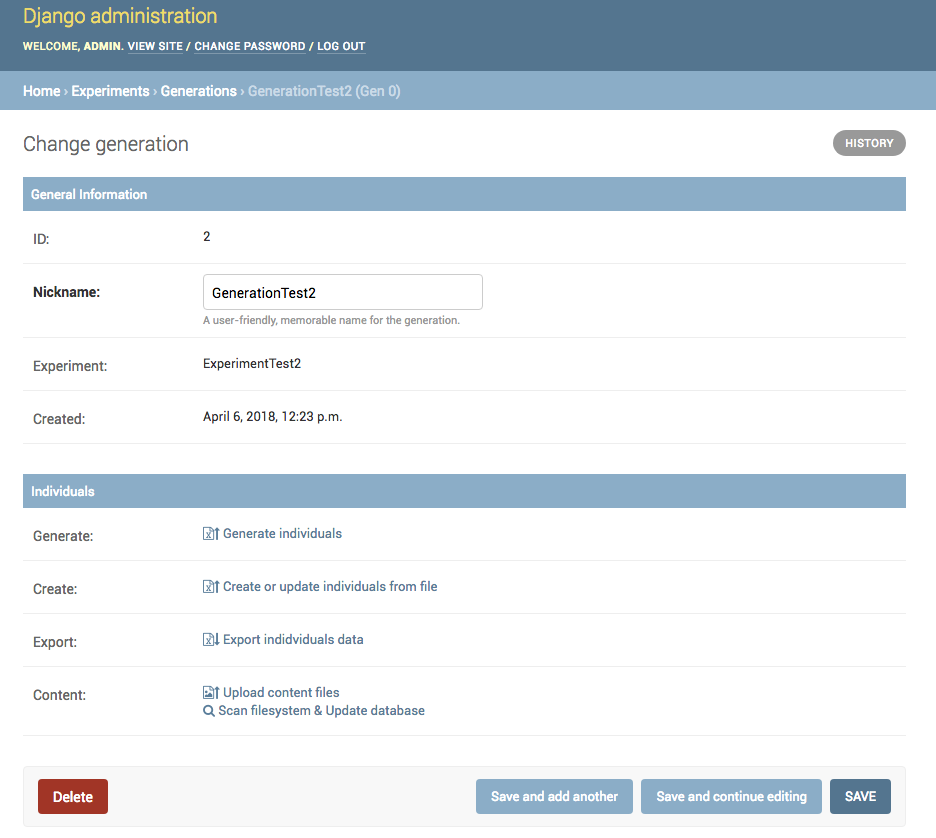 Django administration
WELCOME, ADMIN. VIEW SITE / CHANGE PASSWORD / LOG OUT
Home › Experiments › Generations › GenerationTest2 (Gen 0)
Change generation
HISTORY
General Information
ID: 2
Nickname: GenerationTest2
A user-friendly, memorable name for the generation.
Experiment: ExperimentTest2
Created: April 6, 2018, 12:23 p.m.
Individuals
Generate: Generate individuals
Create: Create or update individuals from file
Export: Export indidviduals data
Content: Upload content files
Scan filesystem & Update database
Delete Save and add another Save and continue editing SAVE